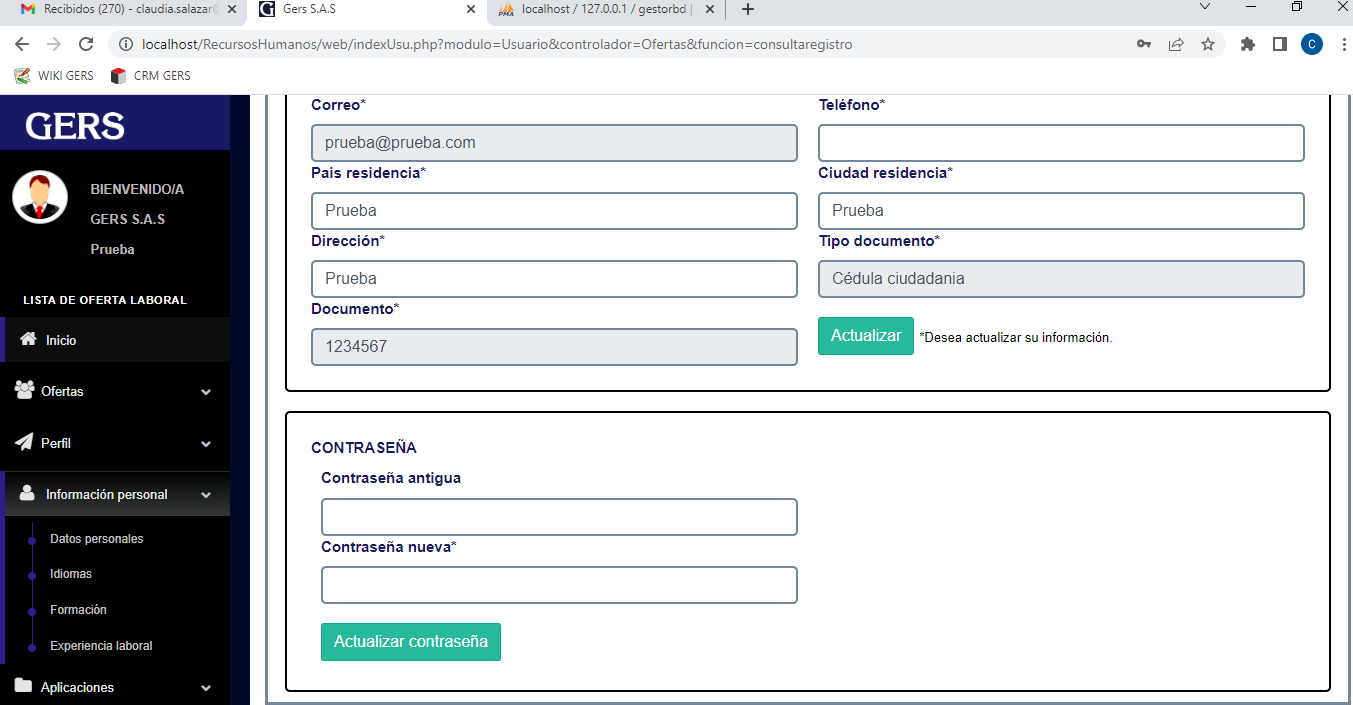 Recibidos (270) - claudia.salazar@
Gers S.A.S
localhost / 127.0.0.1 / gestorbd |
localhost/RecursosHumanos/web/indexUsu.php?modulo=Usuario&controlador=Ofertas&funcion=consultaregistro
C
WIKI GERS
CRM GERS
GERS
BIENVENIDO/A
GERS S.A.S
Prueba
LISTA DE OFERTA LABORAL
Inicio
Ofertas
Perfil
Información personal
Datos personales
Idiomas
Formación
Experiencia laboral
Aplicaciones
Correo*
prueba@prueba.com
Teléfono*
Pais residencia*
Prueba
Ciudad residencia*
Prueba
Dirección*
Prueba
Tipo documento*
Cédula ciudadania
Documento*
1234567
Actualizar *Desea actualizar su información.
CONTRASEÑA
Contraseña antigua
Contraseña nueva*
Actualizar contraseña